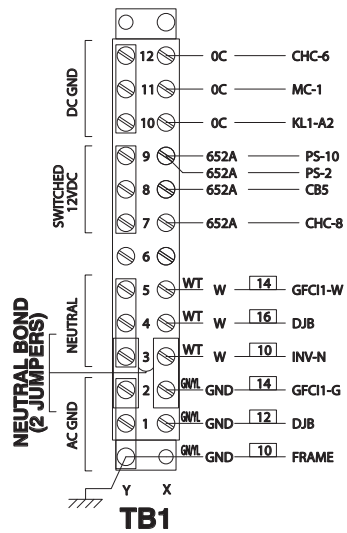 DC GND
12 0C CHC-6
11 0C MC-1
10 0C KL1-A2
SWITCHED
12VDC
9 652A PS-10
652A PS-2
8 652A CB5
7 652A CHC-8
6
NEUTRAL
5 WT W 14 GFCI1-W
4 WT W 16 DJB
3 WT W 10 INV-N
NEUTRAL BOND
(2 JUMPERS)
AC GND
2 GN/YL GND 14 GFCI1-G
1 GN/YL GND 12 DJB
GN/YL GND 10 FRAME
Y X
TB1